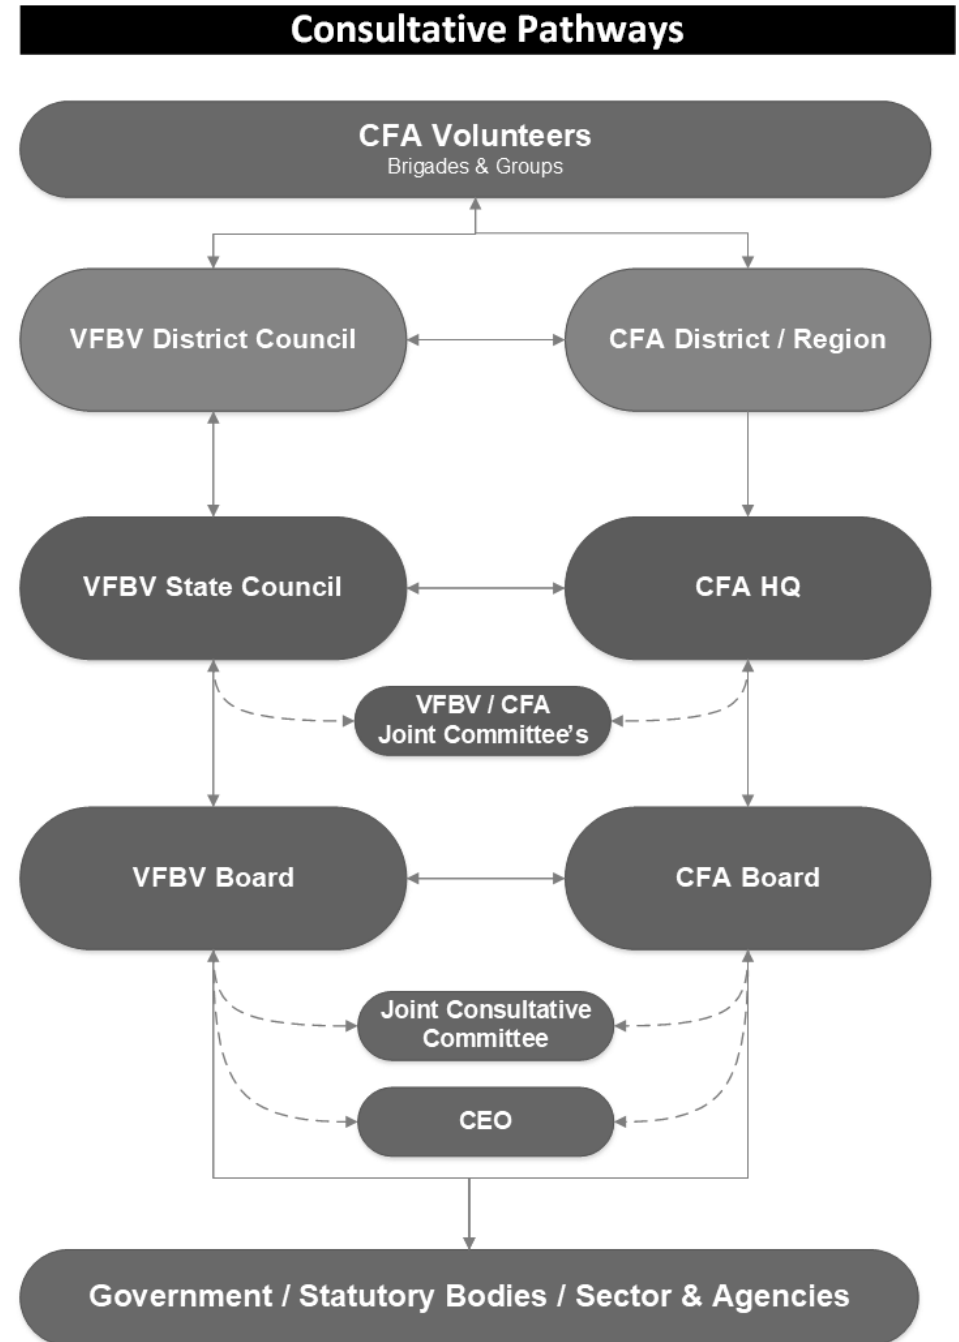 Consultative Pathways
CFA Volunteers
Brigades & Groups
VFBV District Council
CFA District / Region
VFBV State Council
CFA HQ
VFBV / CFA
Joint Committee's
VFBV Board
CFA Board
Joint Consultative
Committee
CEO
Government / Statutory Bodies / Sector & Agencies